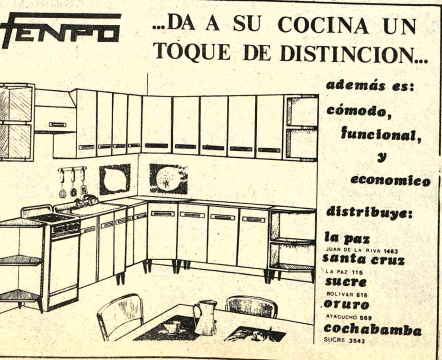 TENPO
...DA A SU COCINA UN
TOQUE DE DISTINCION...
además es:
cómodo,
funcional,
y
economico
distribuye:
la paz
JUAN DE LA RIVA 1463
santa cruz
LA PAZ 115
sucre
BOLIVAR 615
oruro
AYACUCHO 569
cochabamba
SUCRE 3543